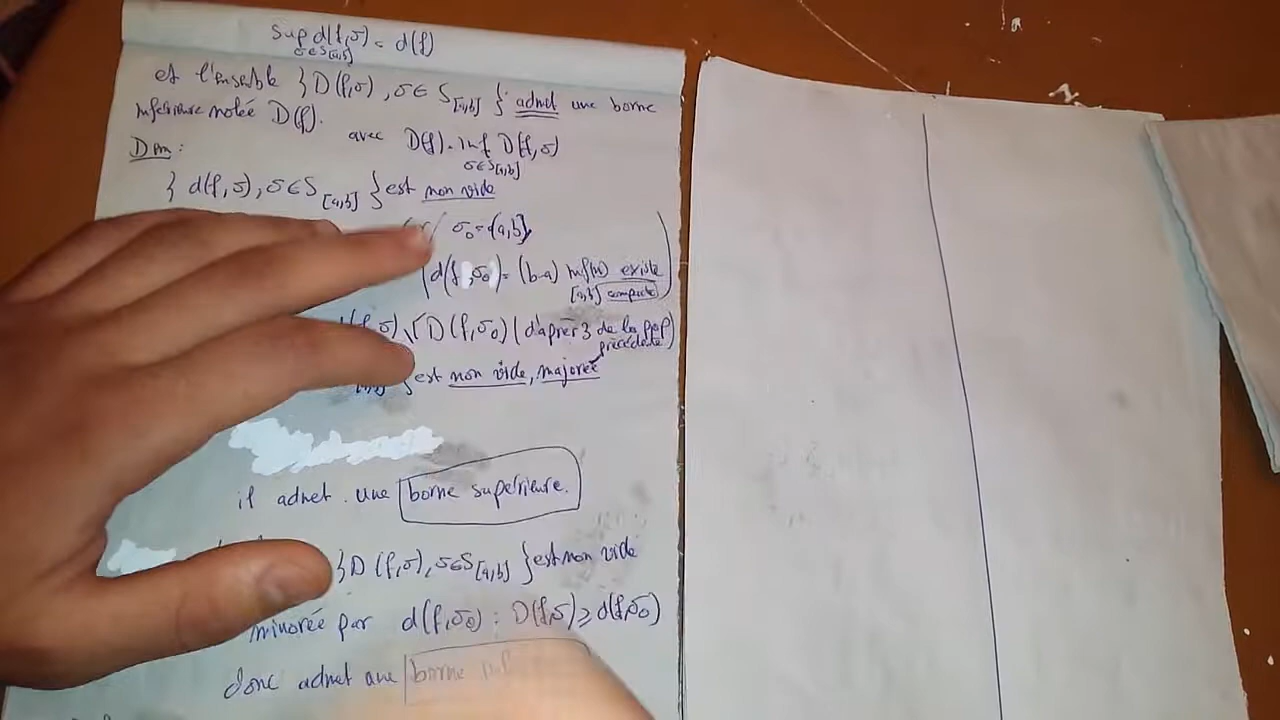 Sup d(f,σ) = d(f)
σ∈S[a,b]
et l'ensemble } D(f,σ), σ∈ S[a,b] } admet une borne
inférieure notée D(f).
avec D(f) = inf D(f,σ)
σ∈S[a,b]
Dm :
} d(f,σ), σ∈S[a,b] } est non vide
σ₀={a,b},
d(f,σ₀) = (b-a) inf f(x) existe
[a,b] compacte
d(f,σ) ≤ D(f,σ₀) (d'après 3 de la prop
précédente)
} est non vide, majorée
il admet une borne supérieure.
} D(f,σ), σ∈S[a,b] } est non vide
minorée par d(f,σ₀) : D(f,σ) ≥ d(f,σ₀)
donc admet une borne